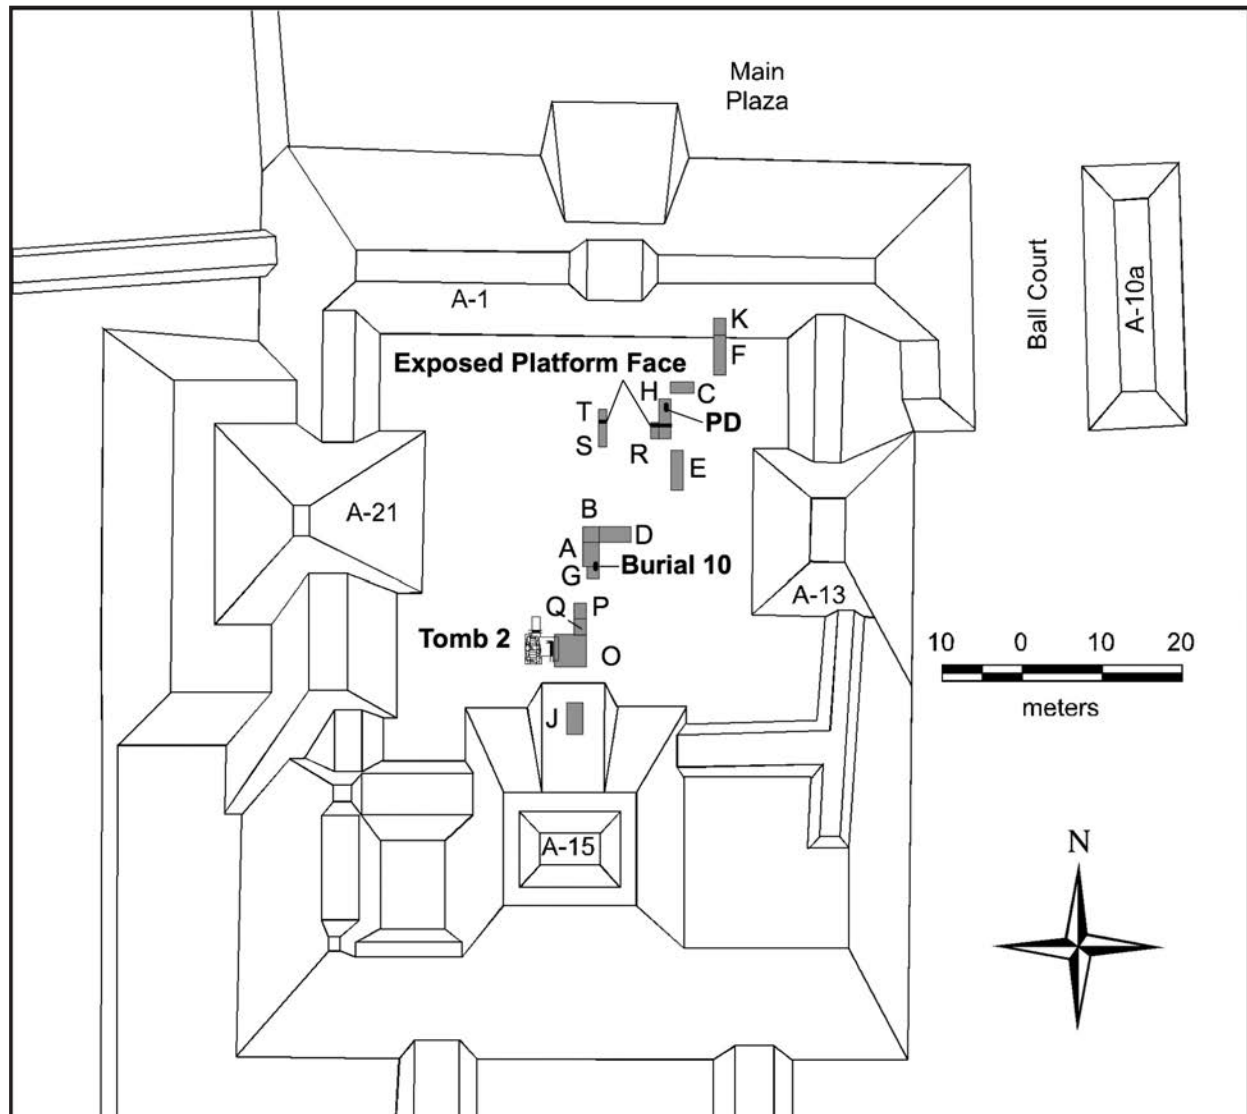 Main
Plaza
A-1
Ball Court
A-10a
K
F
Exposed Platform Face
C
H
T
PD
S
R
E
A-21
B
D
A
Burial 10
G
A-13
Q
P
Tomb 2
O
10 0 10 20
meters
J
A-15
N